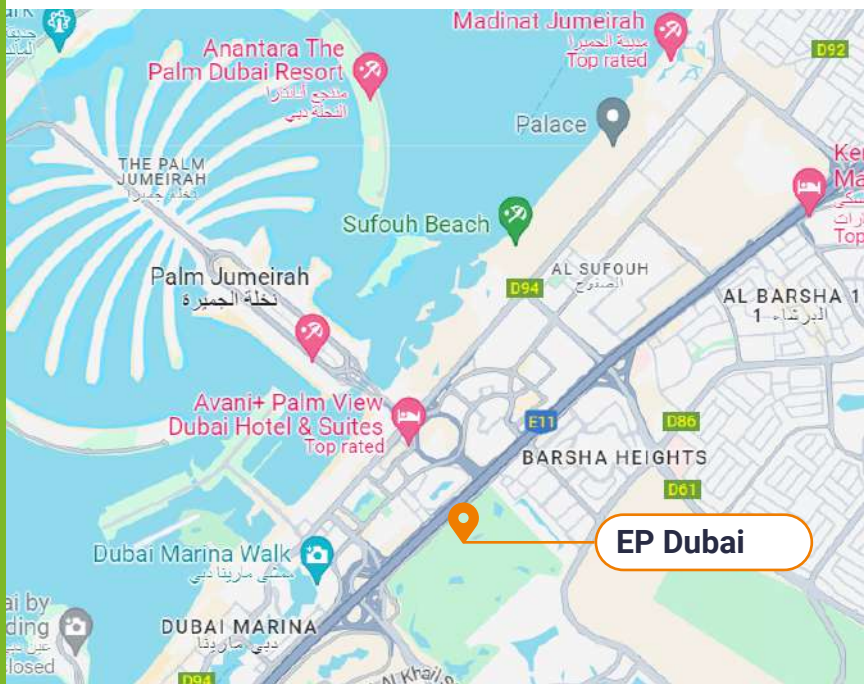 Madinat Jumeirah
مدينة الجميرا
Top rated
D92
Anantara The
Palm Dubai Resort
منتجع أنانتارا
النخلة دبي
Palace
THE PALM
JUMEIRAH
نخلة جميرا
Sufouh Beach
Top
AL SUFOUH
الصفوح
D94
Palm Jumeirah
نخلة الجميرة
AL BARSHA 1
البرشاء 1
Avani+ Palm View
Dubai Hotel & Suites
Top rated
E11
D86
BARSHA HEIGHTS
D61
EP Dubai
Dubai Marina Walk
ممشى مارينا دبي
DUBAI MARINA
دبي مارينا
D94